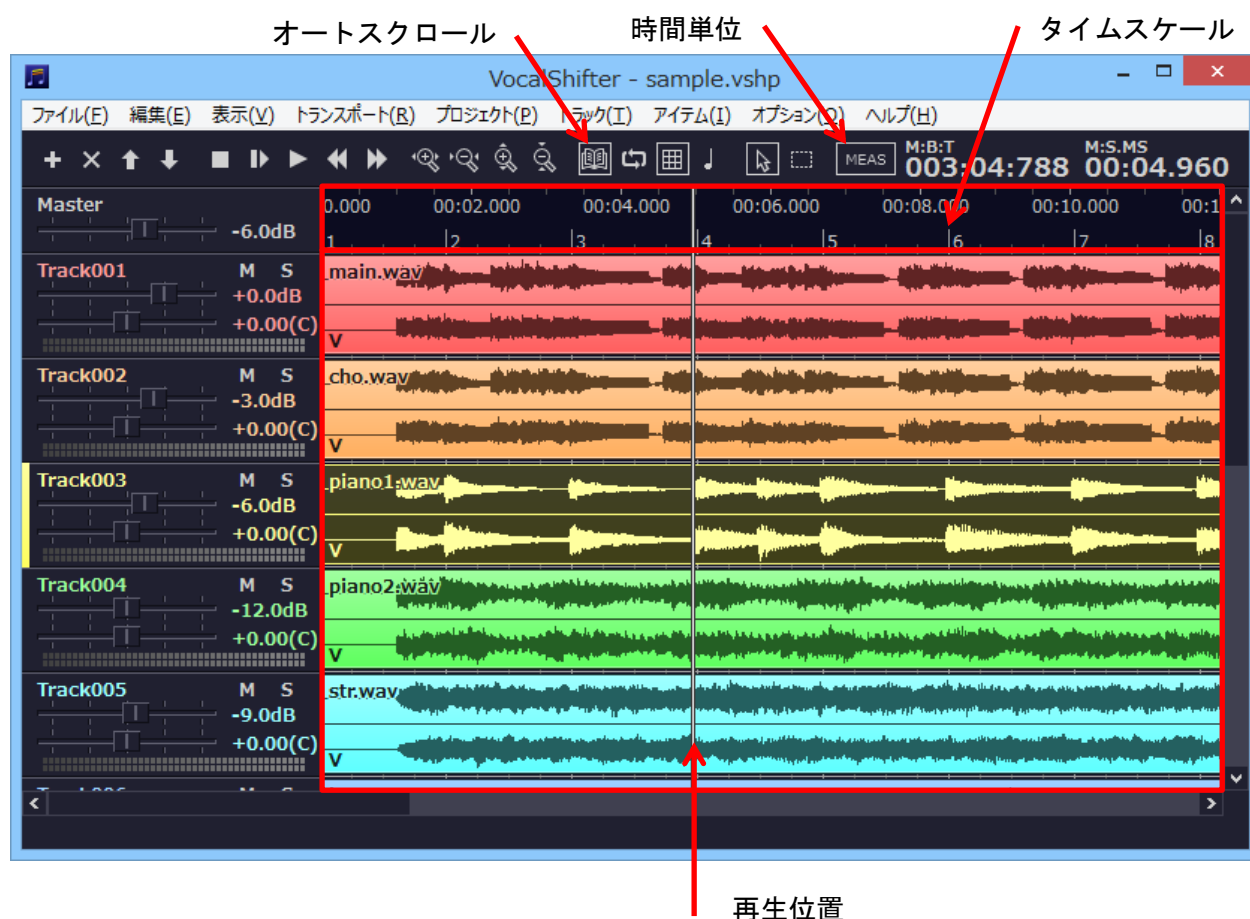 オートスクロール 時間単位 タイムスケール
VocalShifter - sample.vshp
ファイル(F) 編集(E) 表示(V) トランスポート(R) プロジェクト(P) トラック(T) アイテム(I) オプション(O) ヘルプ(H)
MEAS M:B:T 003:04:788 M:S.MS 00:04.960
Master -6.0dB
0.000 00:02.000 00:04.000 00:06.000 00:08.000 00:10.000 00:1
1 2 3 4 5 6 7 8
Track001 M S
+0.0dB
+0.00(C)
_main.wav
V
Track002 M S
-3.0dB
+0.00(C)
_cho.wav
V
Track003 M S
-6.0dB
+0.00(C)
_piano1.wav
V
Track004 M S
-12.0dB
+0.00(C)
_piano2.wav
V
Track005 M S
-9.0dB
+0.00(C)
_str.wav
V
再生位置